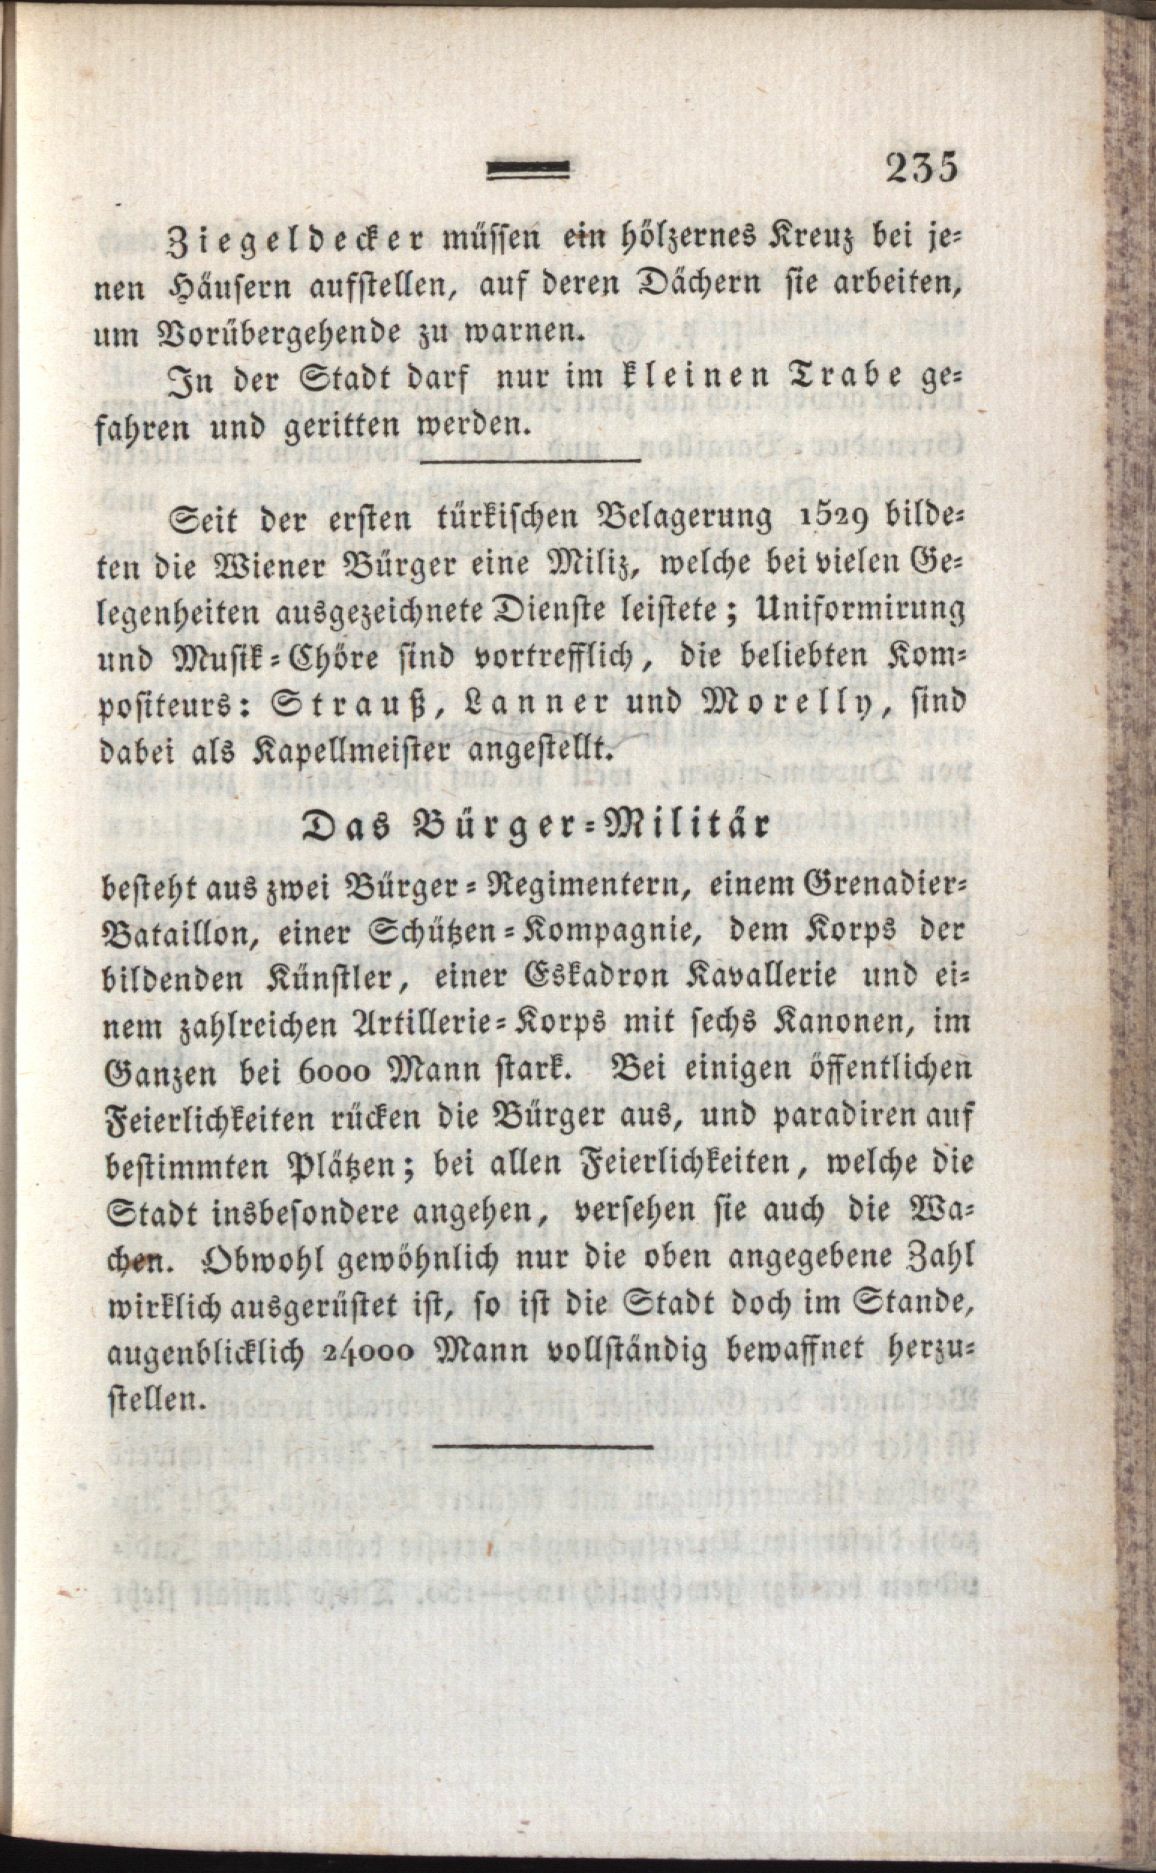 235
Ziegeldecker müssen ein hölzernes Kreuz bei je-
nen Häusern aufstellen, auf deren Dächern sie arbeiten,
um Vorübergehende zu warnen.
In der Stadt darf nur im kleinen Trabe ge-
fahren und geritten werden.
Seit der ersten türkischen Belagerung 1529 bilde-
ten die Wiener Bürger eine Miliz, welche bei vielen Ge-
legenheiten ausgezeichnete Dienste leistete; Uniformirung
und Musik-Chöre sind vortrefflich, die beliebten Kom-
positeurs: Strauß, Lanner und Morelly, sind
dabei als Kapellmeister angestellt.
Das Bürger-Militär
besteht aus zwei Bürger-Regimentern, einem Grenadier-
Bataillon, einer Schützen-Kompagnie, dem Korps der
bildenden Künstler, einer Eskadron Kavallerie und ei-
nem zahlreichen Artillerie-Korps mit sechs Kanonen, im
Ganzen bei 6000 Mann stark. Bei einigen öffentlichen
Feierlichkeiten rücken die Bürger aus, und paradiren auf
bestimmten Plätzen; bei allen Feierlichkeiten, welche die
Stadt insbesondere angehen, versehen sie auch die Wa-
chen. Obwohl gewöhnlich nur die oben angegebene Zahl
wirklich ausgerüstet ist, so ist die Stadt doch im Stande,
augenblicklich 24000 Mann vollständig bewaffnet herzu-
stellen.